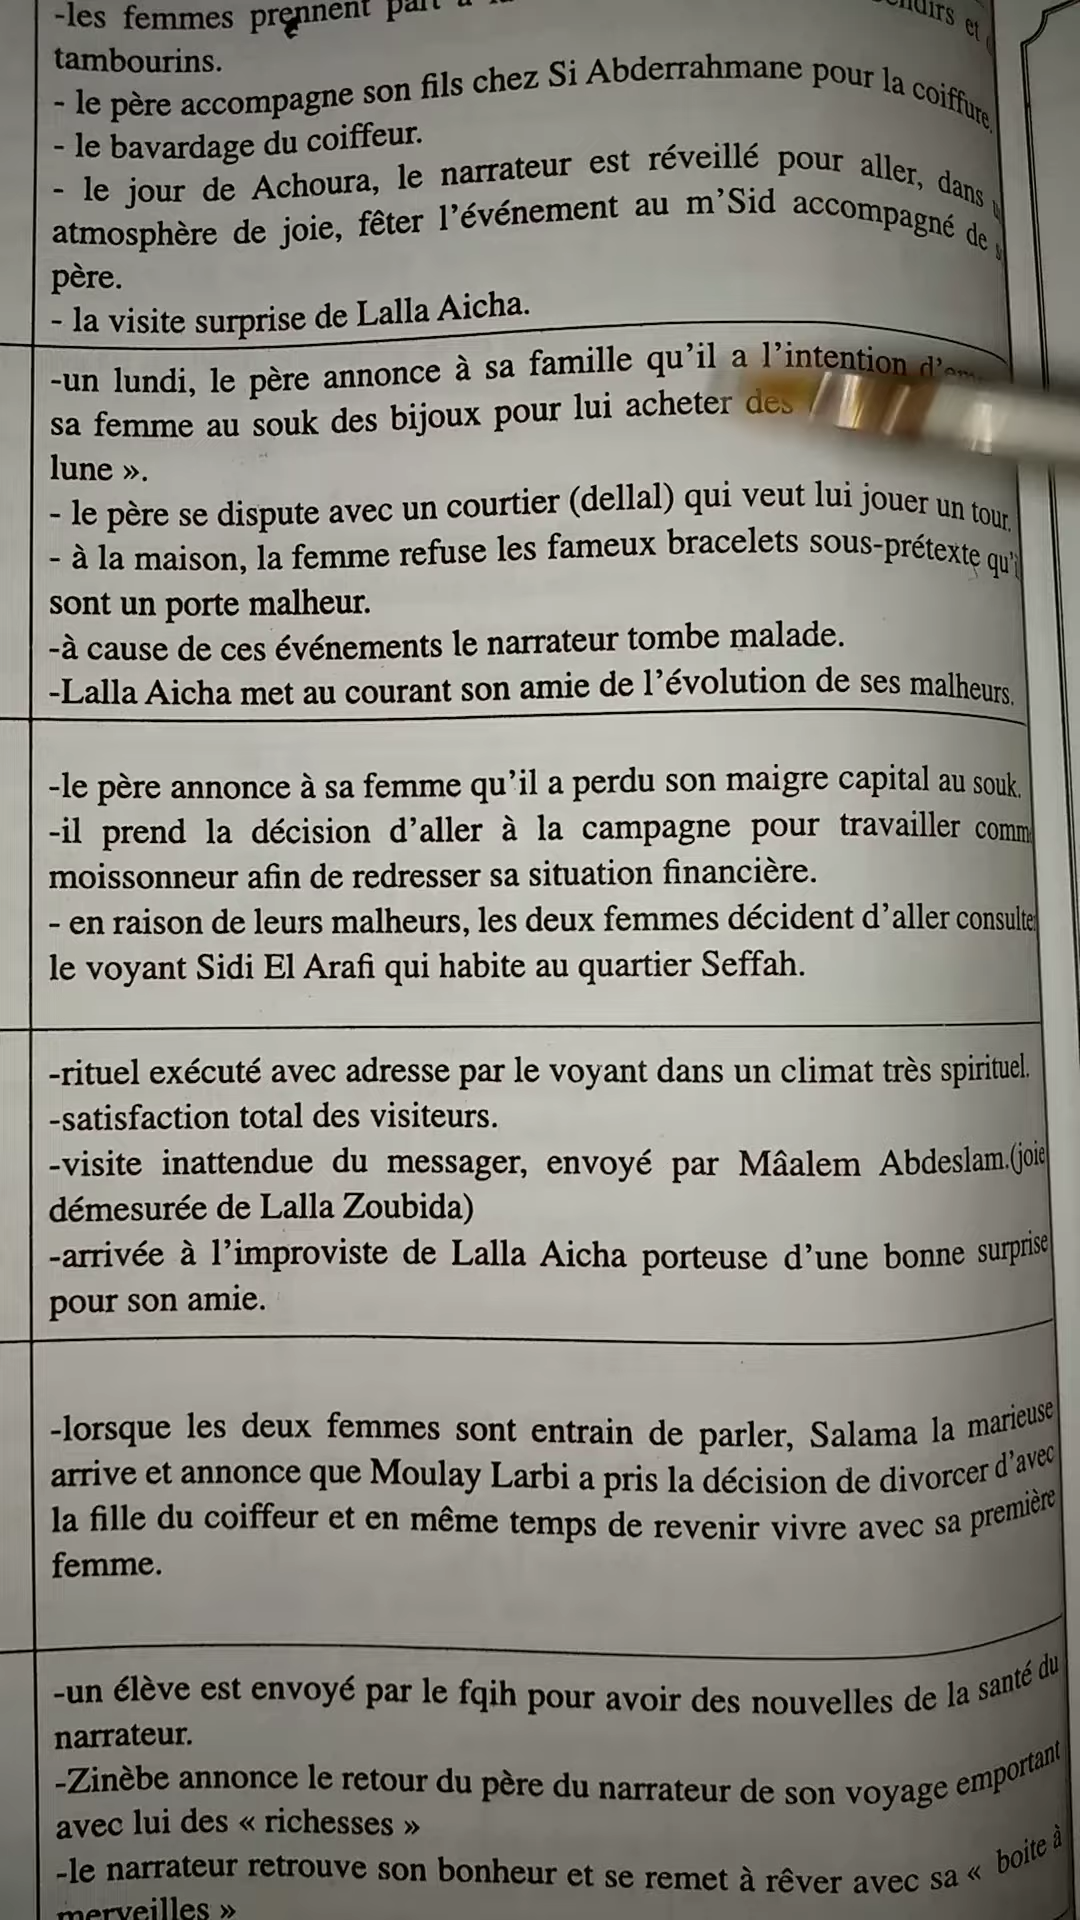 -les femmes prennent part
tambourins.
- le père accompagne son fils chez Si Abderrahmane pour la coiffure.
- le bavardage du coiffeur.
- le jour de Achoura, le narrateur est réveillé pour aller, dans
atmosphère de joie, fêter l'événement au m'Sid accompagné de
père.
- la visite surprise de Lalla Aicha.
-un lundi, le père annonce à sa famille qu'il a l'intention
sa femme au souk des bijoux pour lui acheter des
lune ».
- le père se dispute avec un courtier (dellal) qui veut lui jouer un tour.
- à la maison, la femme refuse les fameux bracelets sous-prétexte qu'i
sont un porte malheur.
-à cause de ces événements le narrateur tombe malade.
-Lalla Aicha met au courant son amie de l'évolution de ses malheurs.
-le père annonce à sa femme qu'il a perdu son maigre capital au souk.
-il prend la décision d'aller à la campagne pour travailler comm
moissonneur afin de redresser sa situation financière.
- en raison de leurs malheurs, les deux femmes décident d'aller consulte
le voyant Sidi El Arafi qui habite au quartier Seffah.
-rituel exécuté avec adresse par le voyant dans un climat très spirituel.
-satisfaction total des visiteurs.
-visite inattendue du messager, envoyé par Mâalem Abdeslam.(joie
démesurée de Lalla Zoubida)
-arrivée à l'improviste de Lalla Aicha porteuse d'une bonne surprise
pour son amie.
-lorsque les deux femmes sont entrain de parler, Salama la marieuse
arrive et annonce que Moulay Larbi a pris la décision de divorcer d'avec
la fille du coiffeur et en même temps de revenir vivre avec sa première
femme.
-un élève est envoyé par le fqih pour avoir des nouvelles de la santé du
narrateur.
-Zinèbe annonce le retour du père du narrateur de son voyage emportant
avec lui des « richesses »
-le narrateur retrouve son bonheur et se remet à rêver avec sa « boite à
merveilles »